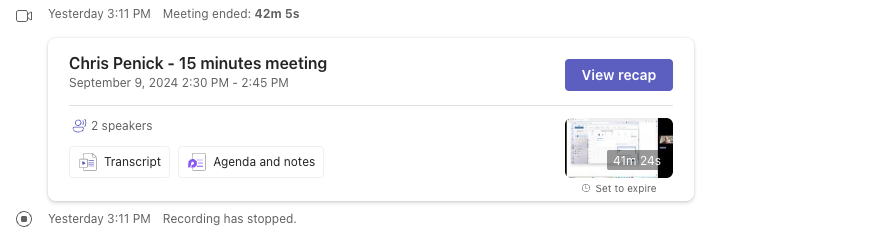 Yesterday 3:11 PM Meeting ended: 42m 5s
Chris Penick - 15 minutes meeting
September 9, 2024 2:30 PM - 2:45 PM
View recap
2 speakers
Transcript
Agenda and notes
41m 24s
Set to expire
Yesterday 3:11 PM Recording has stopped.